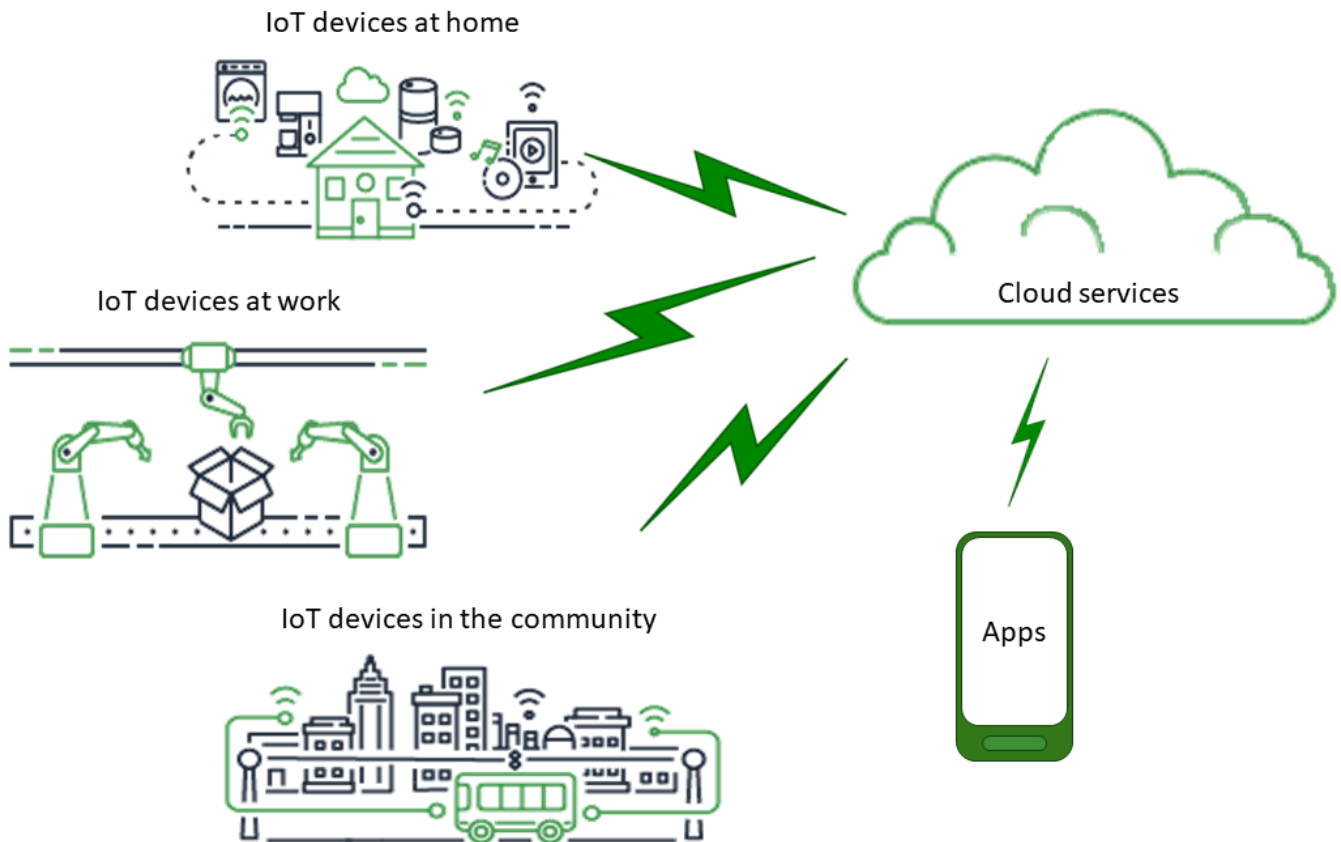 IoT devices at home
IoT devices at work
Cloud services
IoT devices in the community
Apps